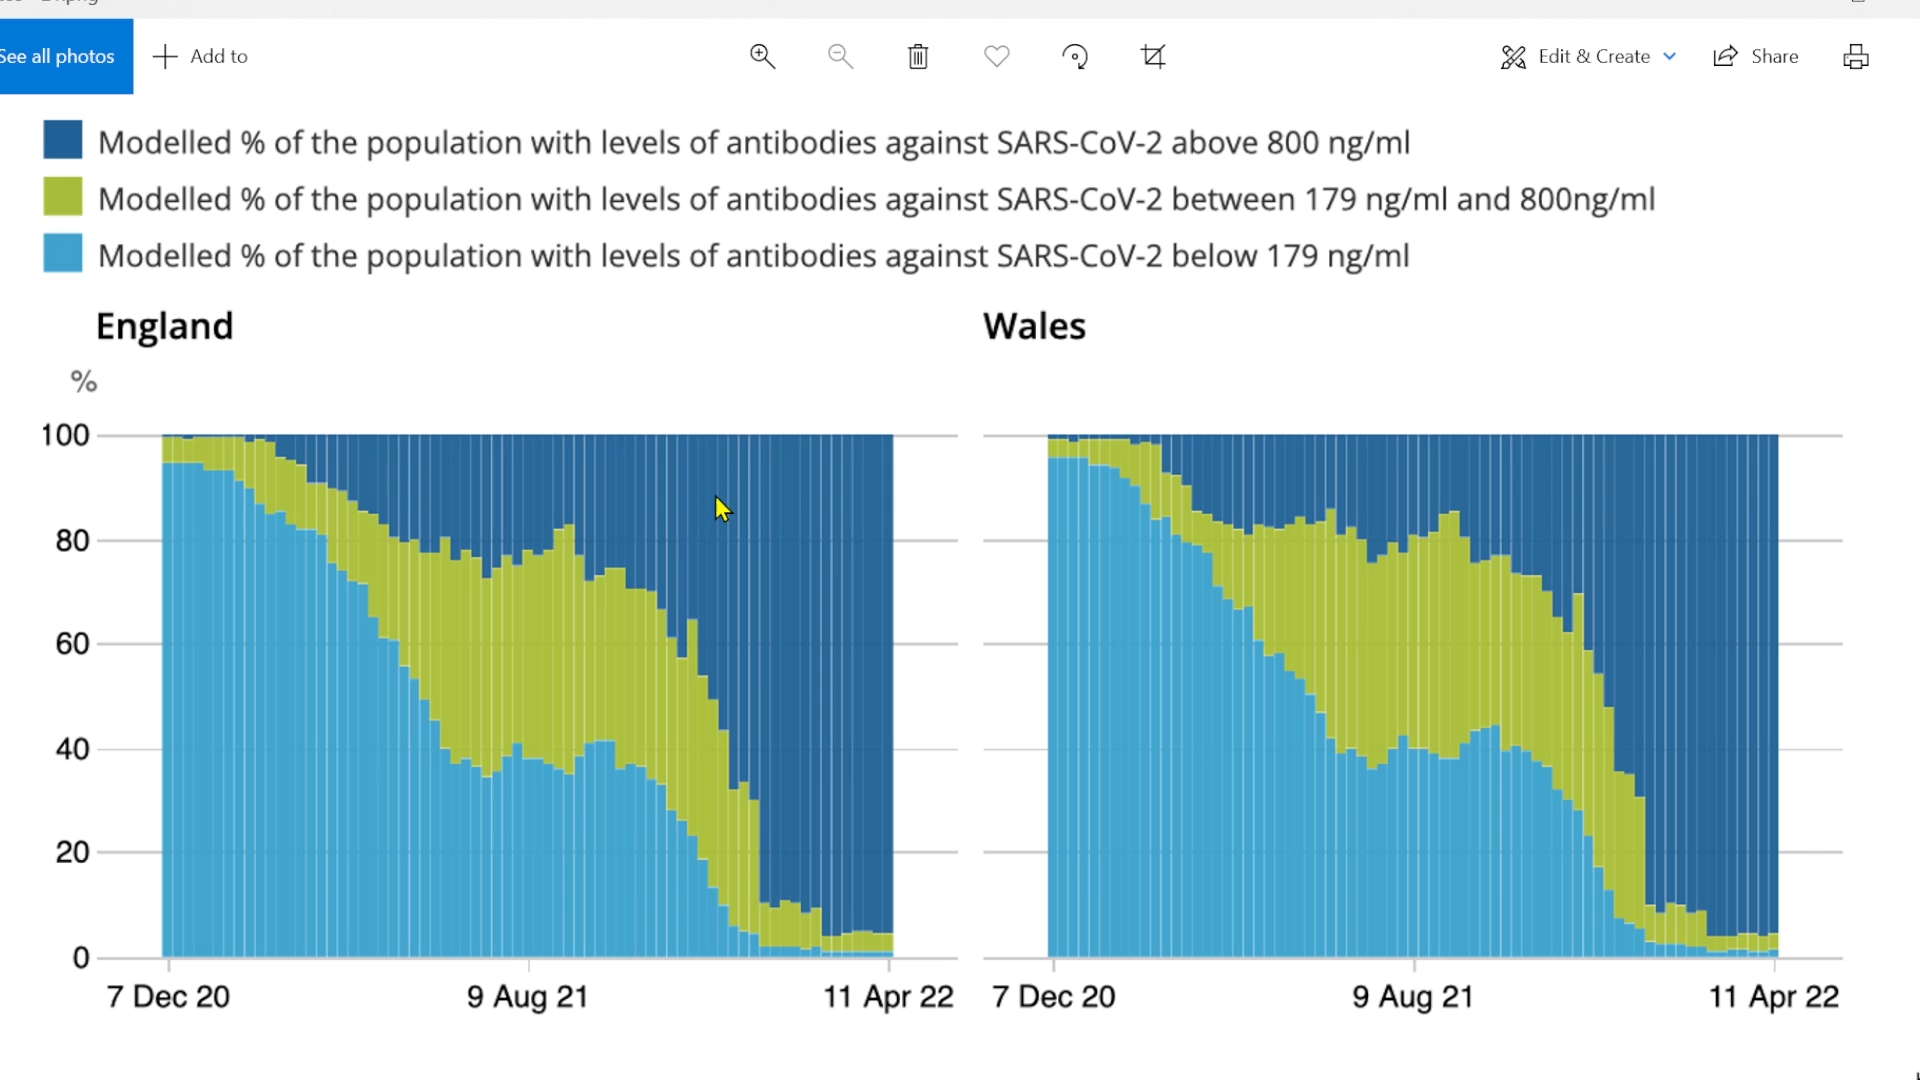 See all photos
Add to
Edit & Create
Share
Modelled % of the population with levels of antibodies against SARS-CoV-2 above 800 ng/ml
Modelled % of the population with levels of antibodies against SARS-CoV-2 between 179 ng/ml and 800ng/ml
Modelled % of the population with levels of antibodies against SARS-CoV-2 below 179 ng/ml
England
Wales
%
100
80
60
40
20
0
7 Dec 20
9 Aug 21
11 Apr 22
7 Dec 20
9 Aug 21
11 Apr 22